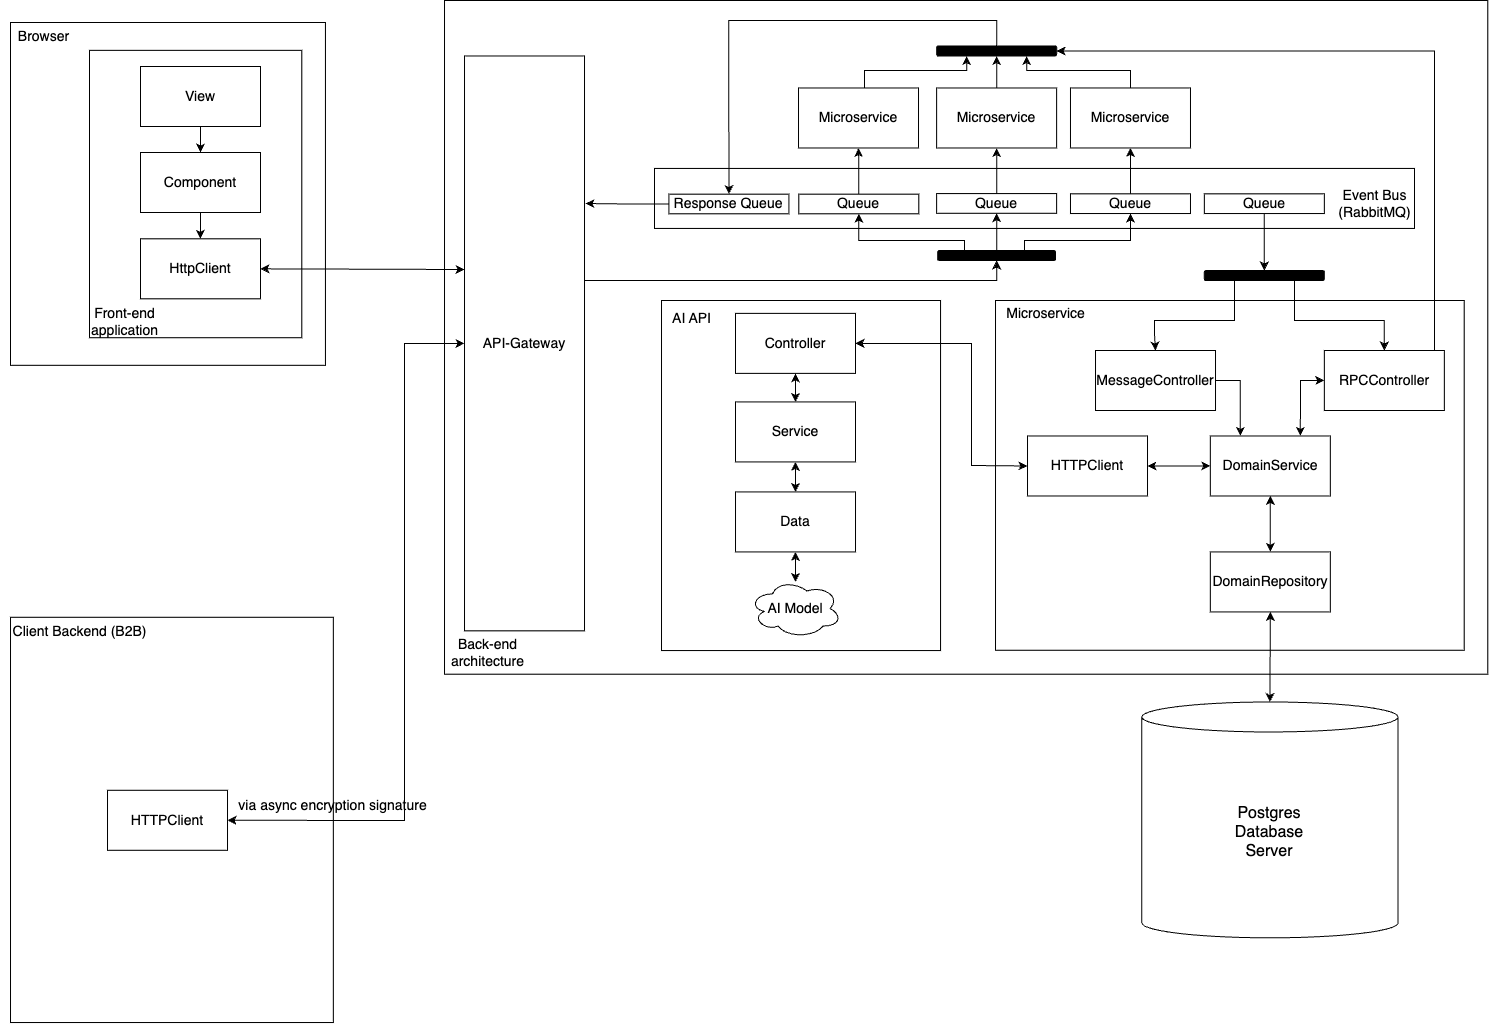 Browser
View
Component
HttpClient
Front-end
application
API-Gateway
Back-end
architecture
Microservice
Microservice
Microservice
Response Queue
Queue
Queue
Queue
Queue
Event Bus
(RabbitMQ)
AI API
Controller
Service
Data
AI Model
Microservice
MessageController
RPCController
HTTPClient
DomainService
DomainRepository
Client Backend (B2B)
HTTPClient
via async encryption signature
Postgres
Database
Server